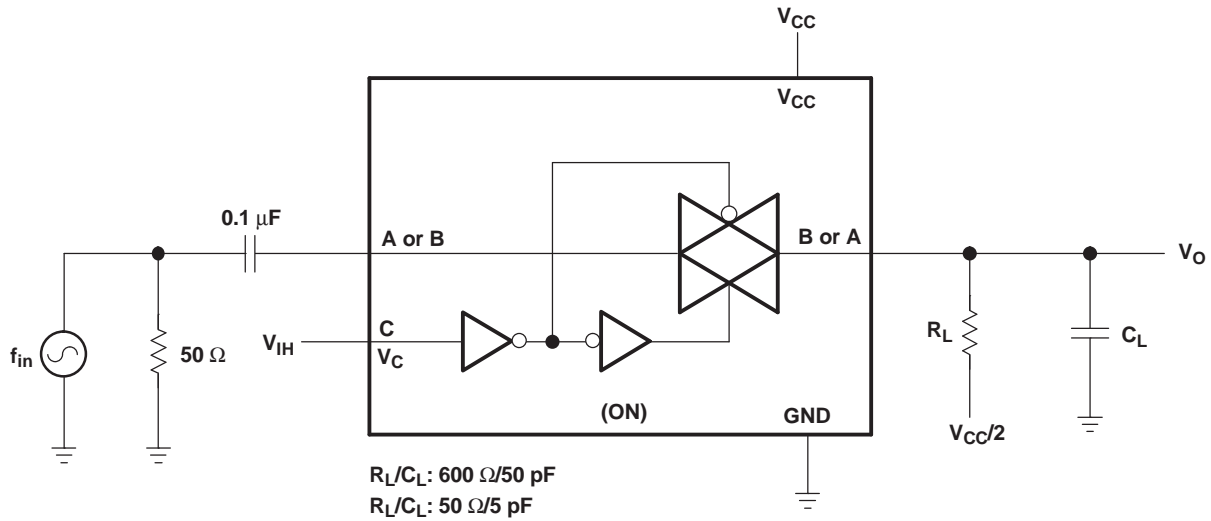 VCC
VCC
0.1 μF
A or B
B or A
VO
fin
50 Ω
VIH
C
VC
RL
CL
(ON)
GND
VCC/2
RL/CL: 600 Ω/50 pF
RL/CL: 50 Ω/5 pF